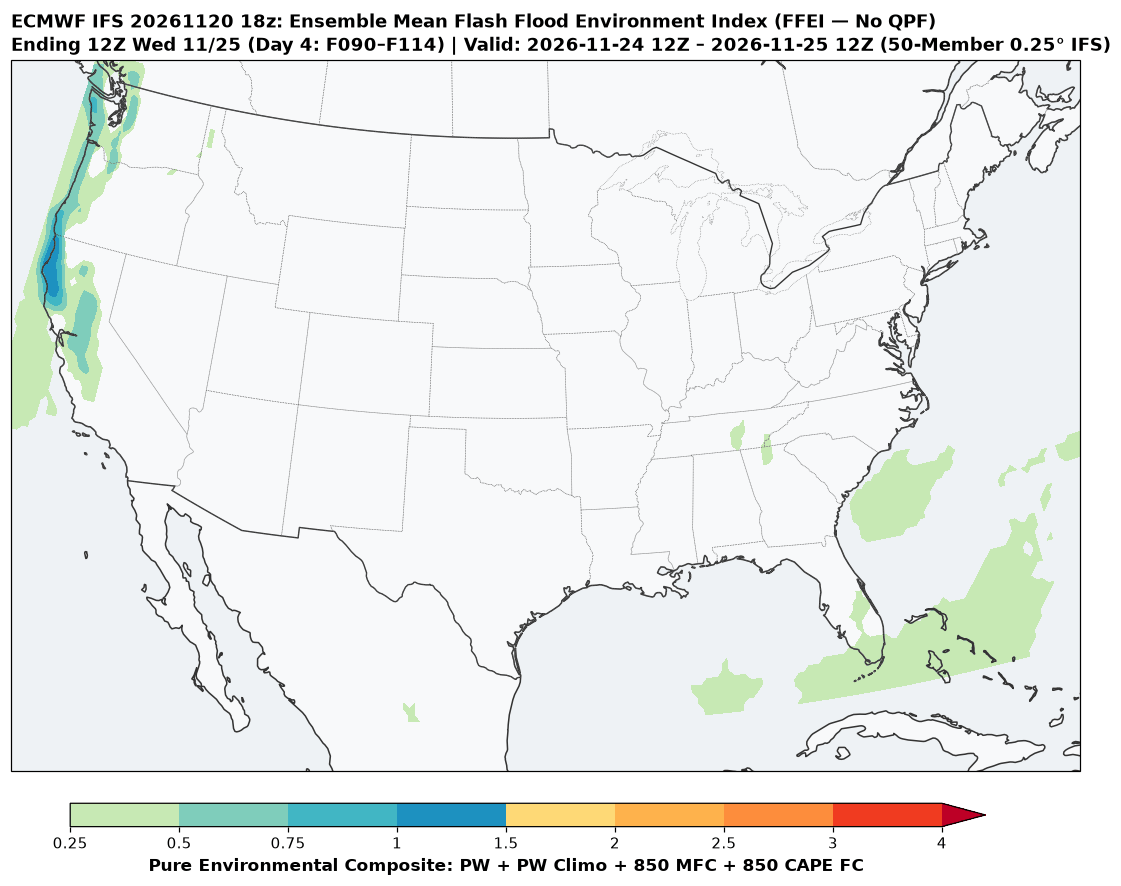 ECMWF IFS 20261120 18z: Ensemble Mean Flash Flood Environment Index (FFEI — No QPF)
Ending 12Z Wed 11/25 (Day 4: F090–F114) | Valid: 2026-11-24 12Z – 2026-11-25 12Z (50-Member 0.25° IFS)
0.25 0.5 0.75 1 1.5 2 2.5 3 4
Pure Environmental Composite: PW + PW Climo + 850 MFC + 850 CAPE FC